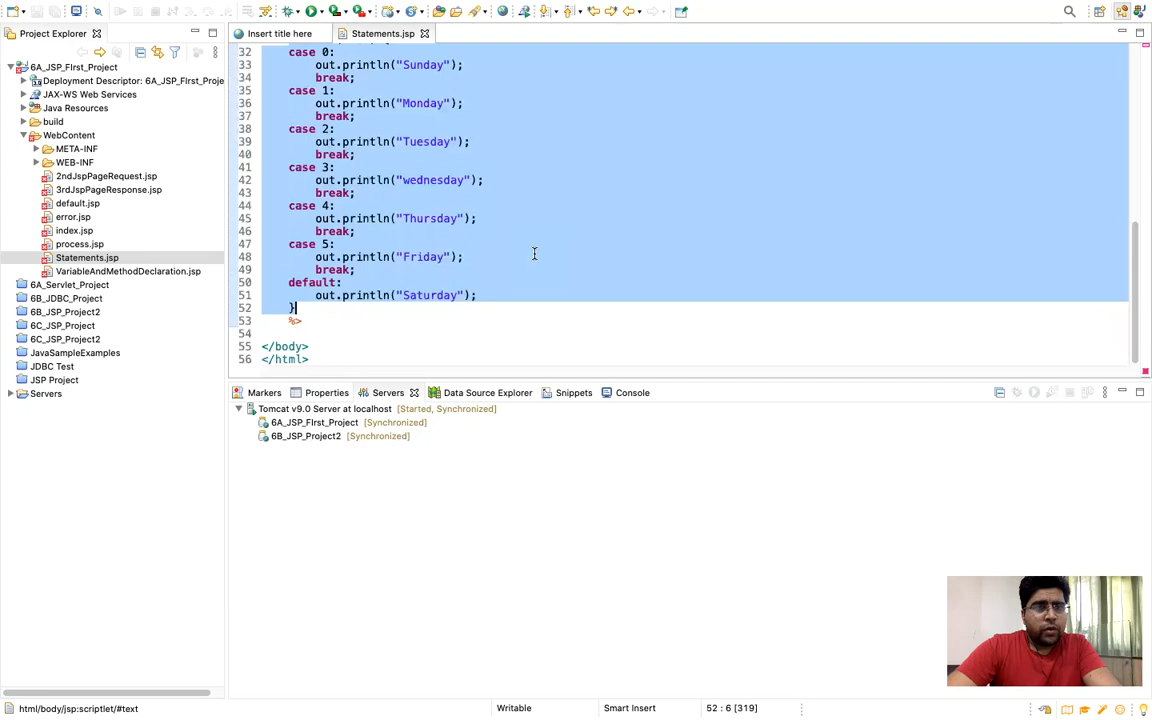 Project Explorer
Insert title here
Statements.jsp
6A_JSP_FIrst_Project
Deployment Descriptor: 6A_JSP_FIrst_Proje
JAX-WS Web Services
Java Resources
build
WebContent
META-INF
WEB-INF
2ndJspPageRequest.jsp
3rdJspPageResponse.jsp
default.jsp
error.jsp
index.jsp
process.jsp
Statements.jsp
VariableAndMethodDeclaration.jsp
6A_Servlet_Project
6B_JDBC_Project
6B_JSP_Project2
6C_JSP_Project
6C_JSP_Project2
JavaSampleExamples
JDBC Test
JSP Project
Servers
32 case 0:
33 out.println("Sunday");
34 break;
35 case 1:
36 out.println("Monday");
37 break;
38 case 2:
39 out.println("Tuesday");
40 break;
41 case 3:
42 out.println("wednesday");
43 break;
44 case 4:
45 out.println("Thursday");
46 break;
47 case 5:
48 out.println("Friday");
49 break;
50 default:
51 out.println("Saturday");
52 }
53 %>
54
55 </body>
56 </html>
Markers Properties Servers Data Source Explorer Snippets Console
Tomcat v9.0 Server at localhost [Started, Synchronized]
6A_JSP_FIrst_Project [Synchronized]
6B_JSP_Project2 [Synchronized]
html/body/jsp:scriptlet/#text
Writable
Smart Insert
52 : 6 [319]